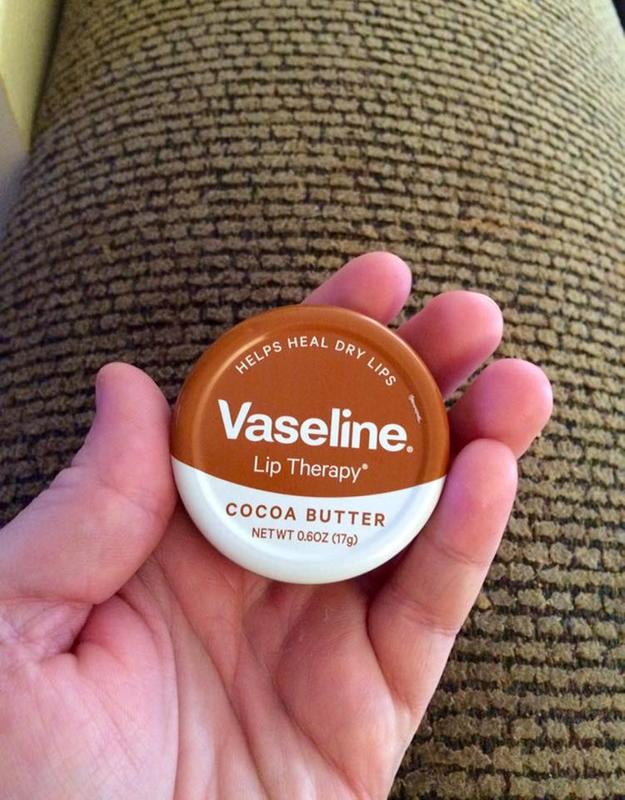 HELPS HEAL DRY LIPS
Vaseline®
Lip Therapy®
COCOA BUTTER
NET WT 0.6OZ (17g)